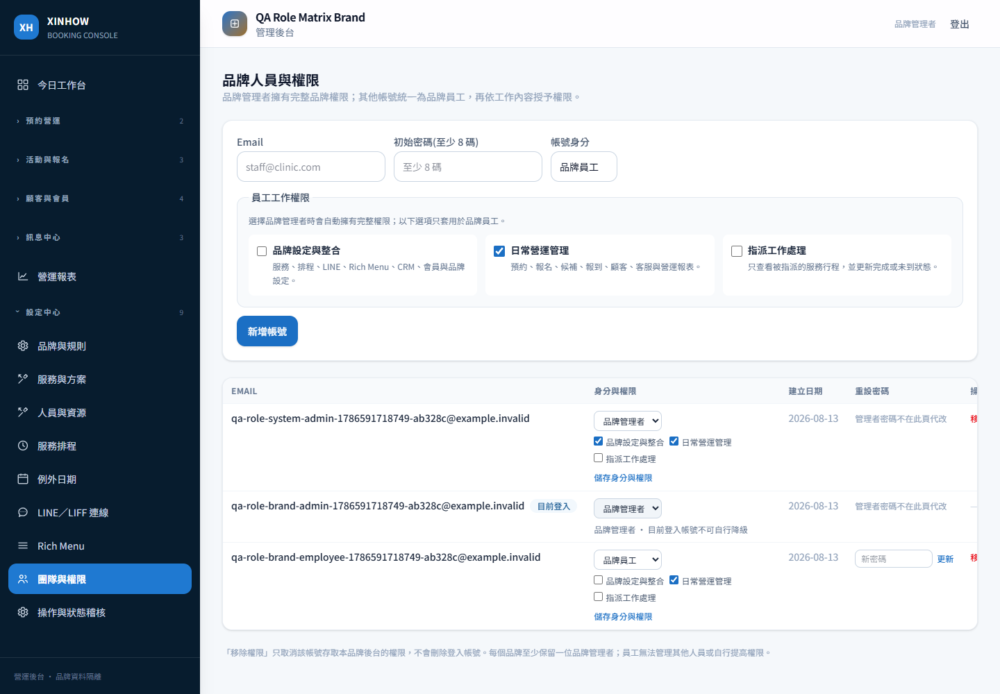 XH
XINHOW
BOOKING CONSOLE
今日工作台
預約營運 2
活動與報名 3
顧客與會員 4
訊息中心 3
營運報表
設定中心 9
品牌與規則
服務與方案
人員與資源
服務排程
例外日期
LINE／LIFF 連線
Rich Menu
團隊與權限
操作與狀態稽核
營運後台 · 品牌資料隔離
QA Role Matrix Brand
管理後台
品牌管理者 登出
品牌人員與權限
品牌管理者擁有完整品牌權限；其他帳號統一為品牌員工，再依工作內容授予權限。
Email 初始密碼(至少 8 碼) 帳號身分
staff@clinic.com 至少 8 碼 品牌員工
員工工作權限
選擇品牌管理者時會自動擁有完整權限；以下選項只套用於品牌員工。
品牌設定與整合
服務、排程、LINE、Rich Menu、CRM、會員與品牌
設定。
日常營運管理
預約、報名、候補、報到、顧客、客服與營運報表。
指派工作處理
只查看被指派的服務行程，並更新完成或未到狀態。
新增帳號
EMAIL 身分與權限 建立日期 重設密碼
qa-role-system-admin-1786591718749-ab328c@example.invalid 品牌管理者 2026-08-13 管理者密碼不在此頁代改
品牌設定與整合 日常營運管理
指派工作處理
儲存身分與權限
qa-role-brand-admin-1786591718749-ab328c@example.invalid 目前登入 品牌管理者 2026-08-13 管理者密碼不在此頁代改 —
品牌管理者 · 目前登入帳號不可自行降級
qa-role-brand-employee-1786591718749-ab328c@example.invalid 品牌員工 2026-08-13 新密碼 更新
品牌設定與整合 日常營運管理
指派工作處理
儲存身分與權限
「移除權限」只取消該帳號存取本品牌後台的權限，不會刪除登入帳號。每個品牌至少保留一位品牌管理者；員工無法管理其他人員或自行提高權限。